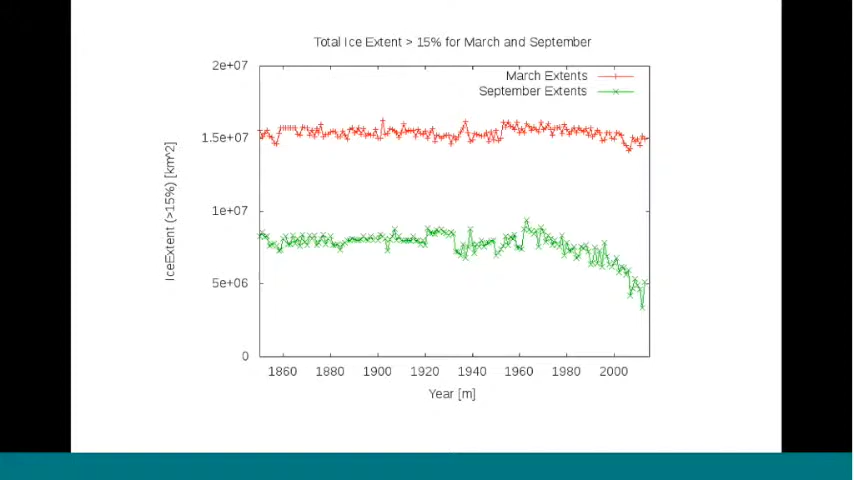 Total Ice Extent > 15% for March and September
March Extents
September Extents
2e+07
1.5e+07
1e+07
5e+06
0
IceExtent (>15%) [km^2]
1860 1880 1900 1920 1940 1960 1980 2000
Year [m]